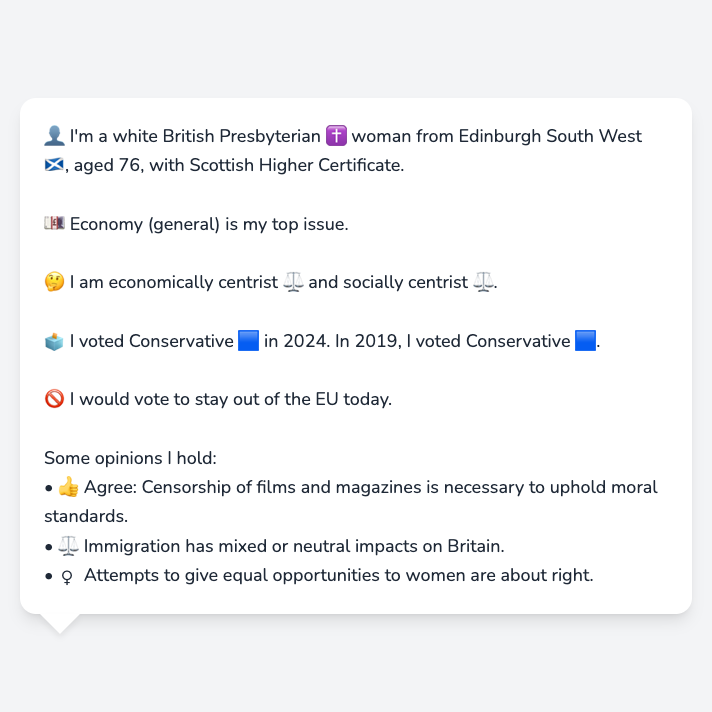 👤 I'm a white British Presbyterian ✝️ woman from Edinburgh South West
🏴󠁧󠁢󠁳󠁣󠁴󠁿, aged 76, with Scottish Higher Certificate.
💷 Economy (general) is my top issue.
🤔 I am economically centrist ⚖️ and socially centrist ⚖️.
🗳️ I voted Conservative 🟦 in 2024. In 2019, I voted Conservative 🟦.
🚫 I would vote to stay out of the EU today.
Some opinions I hold:
• 👍 Agree: Censorship of films and magazines is necessary to uphold moral
standards.
• ⚖️ Immigration has mixed or neutral impacts on Britain.
• ♀ Attempts to give equal opportunities to women are about right.